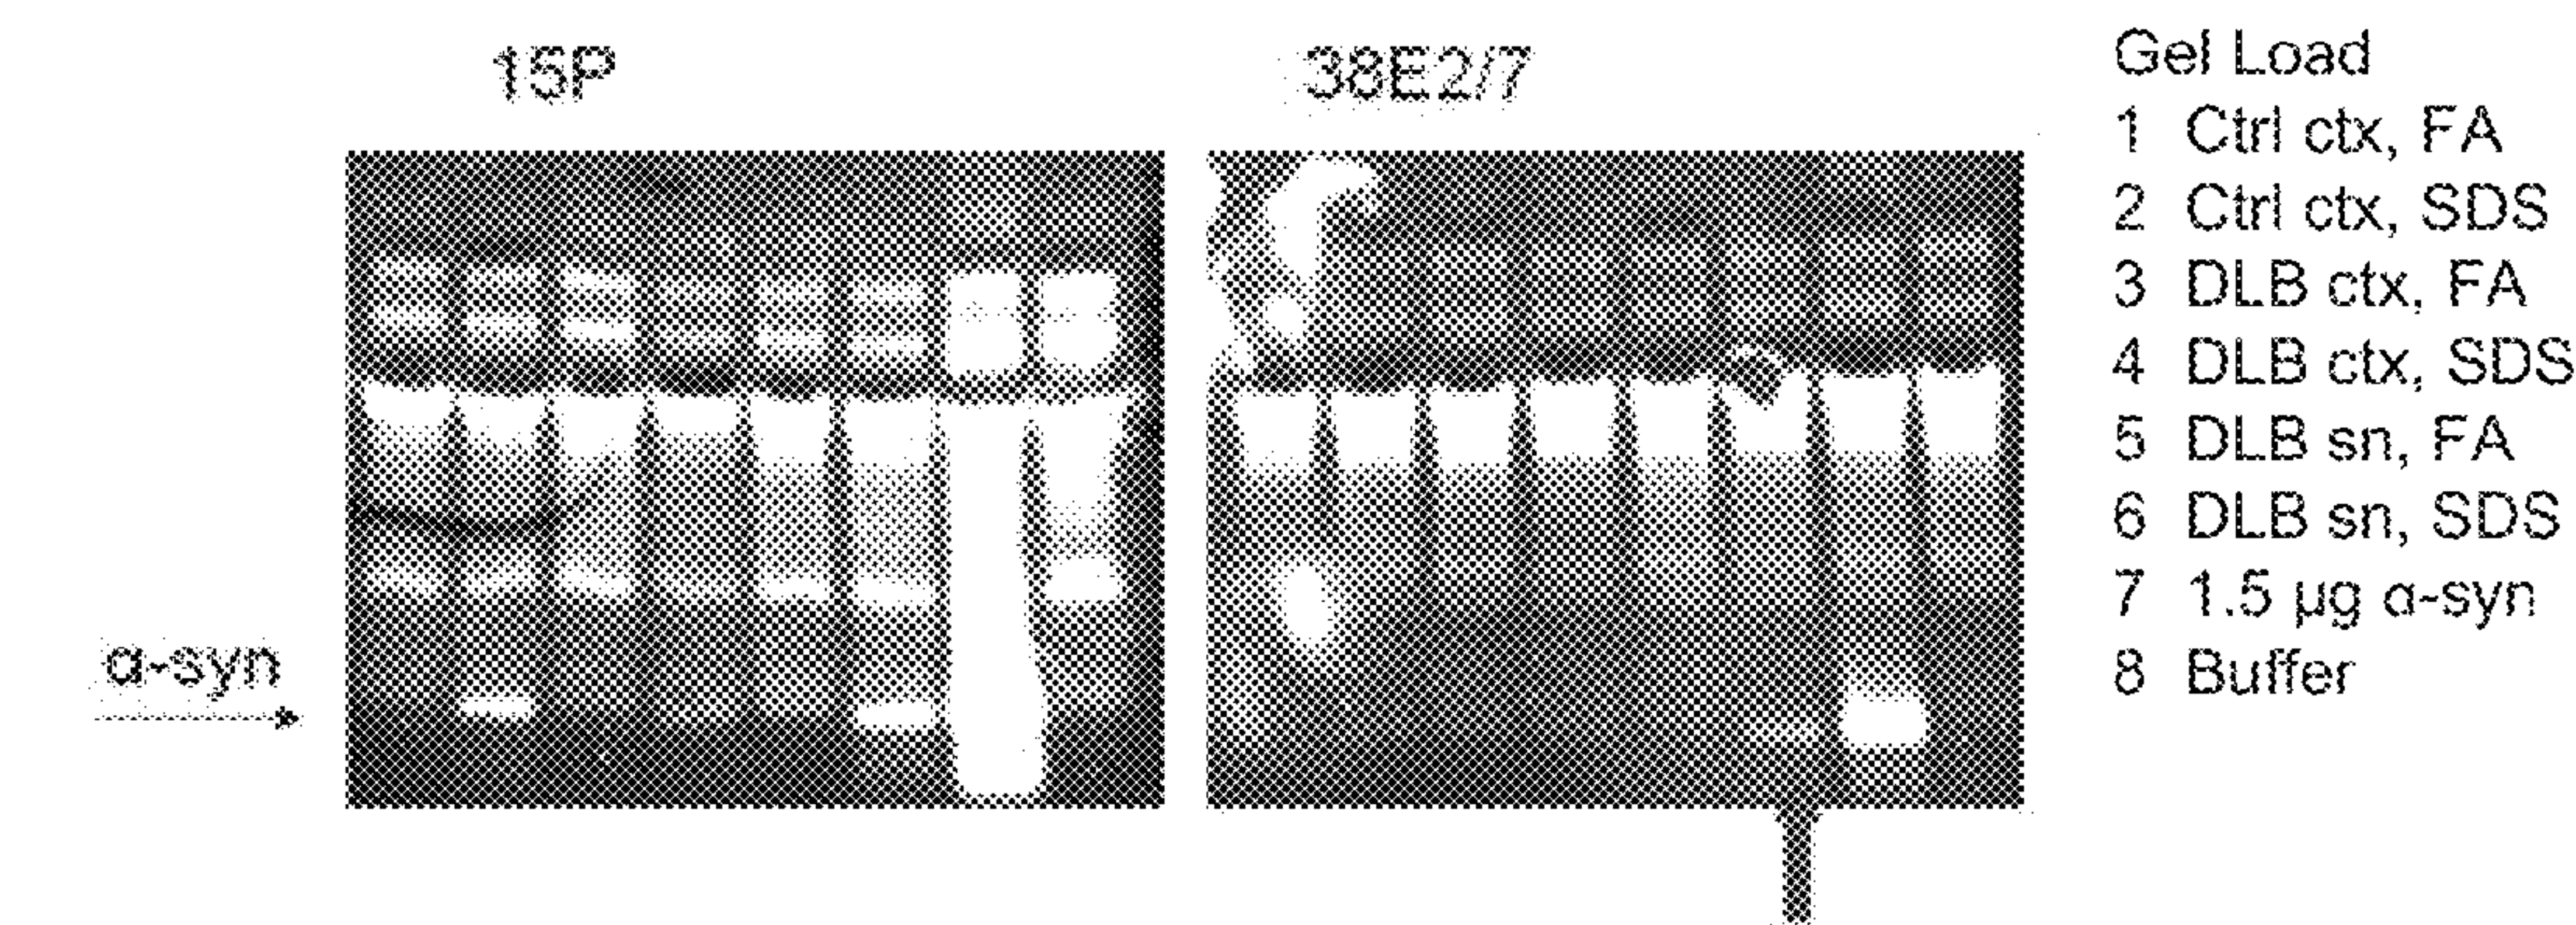 15P
38E2/7
α-syn
Gel Load
1 Ctrl ctx, FA
2 Ctrl ctx, SDS
3 DLB ctx, FA
4 DLB ctx, SDS
5 DLB sn, FA
6 DLB sn, SDS
7 1.5 µg α-syn
8 Buffer